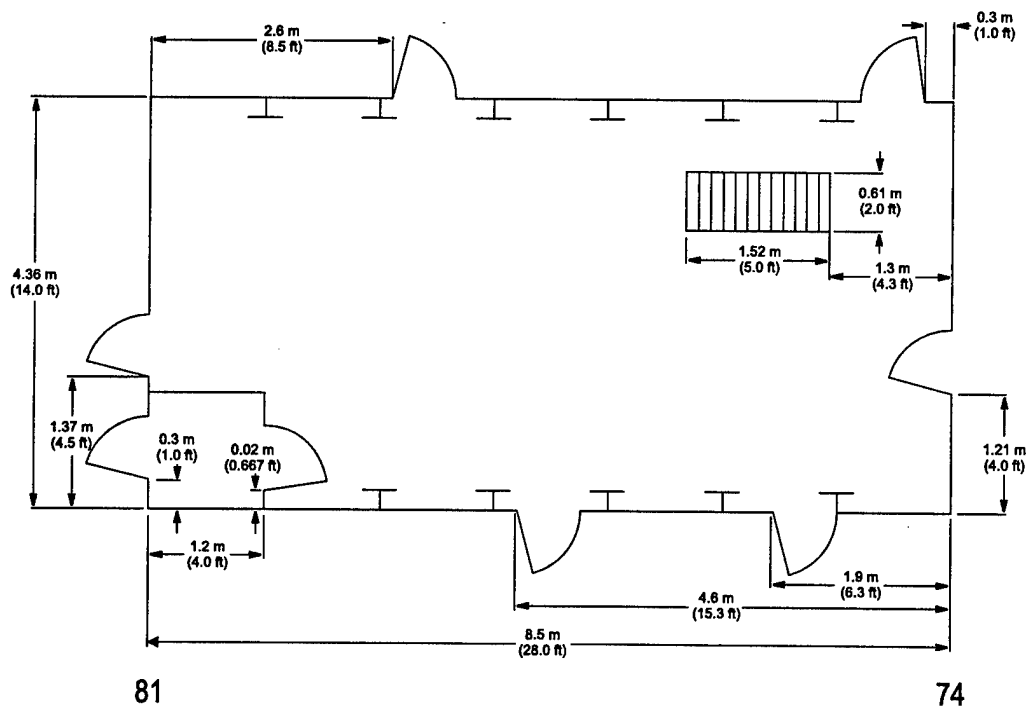 2.6 m
(8.5 ft)
0.3 m
(1.0 ft)
4.36 m
(14.0 ft)
0.61 m
(2.0 ft)
1.52 m
(5.0 ft)
1.3 m
(4.3 ft)
1.37 m
(4.5 ft)
0.3 m
(1.0 ft)
0.02 m
(0.667 ft)
1.21 m
(4.0 ft)
1.2 m
(4.0 ft)
1.9 m
(6.3 ft)
4.6 m
(15.3 ft)
8.5 m
(28.0 ft)
81
74